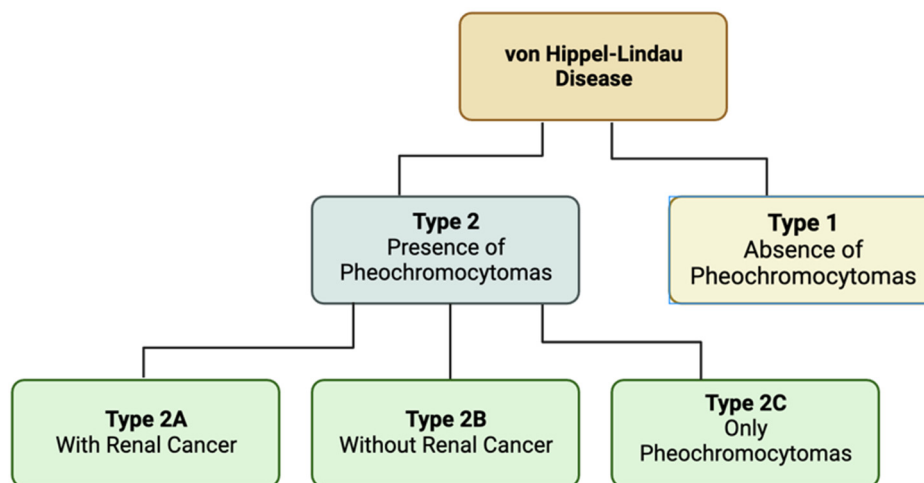 von Hippel-Lindau
Disease
Type 2
Presence of
Pheochromocytomas
Type 1
Absence of
Pheochromocytomas
Type 2A
With Renal Cancer
Type 2B
Without Renal Cancer
Type 2C
Only
Pheochromocytomas